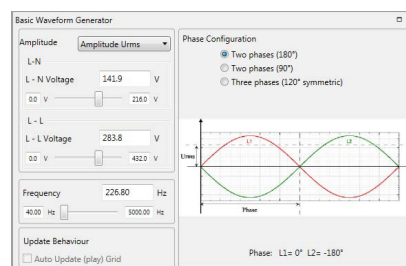 Basic Waveform Generator
Amplitude Amplitude Urms
L-N
L - N Voltage 141.9 V
0.0 V 216.0 V
L - L
L - L Voltage 283.8 V
0.0 V 432.0 V
Frequency 226.80 Hz
40.00 Hz 5000.00 Hz
Update Behaviour
Auto Update (play) Grid
Phase Configuration
Two phases (180°)
Two phases (90°)
Three phases (120° symmetric)
L1 L2
Urms
Phase
Phase: L1= 0° L2= -180°